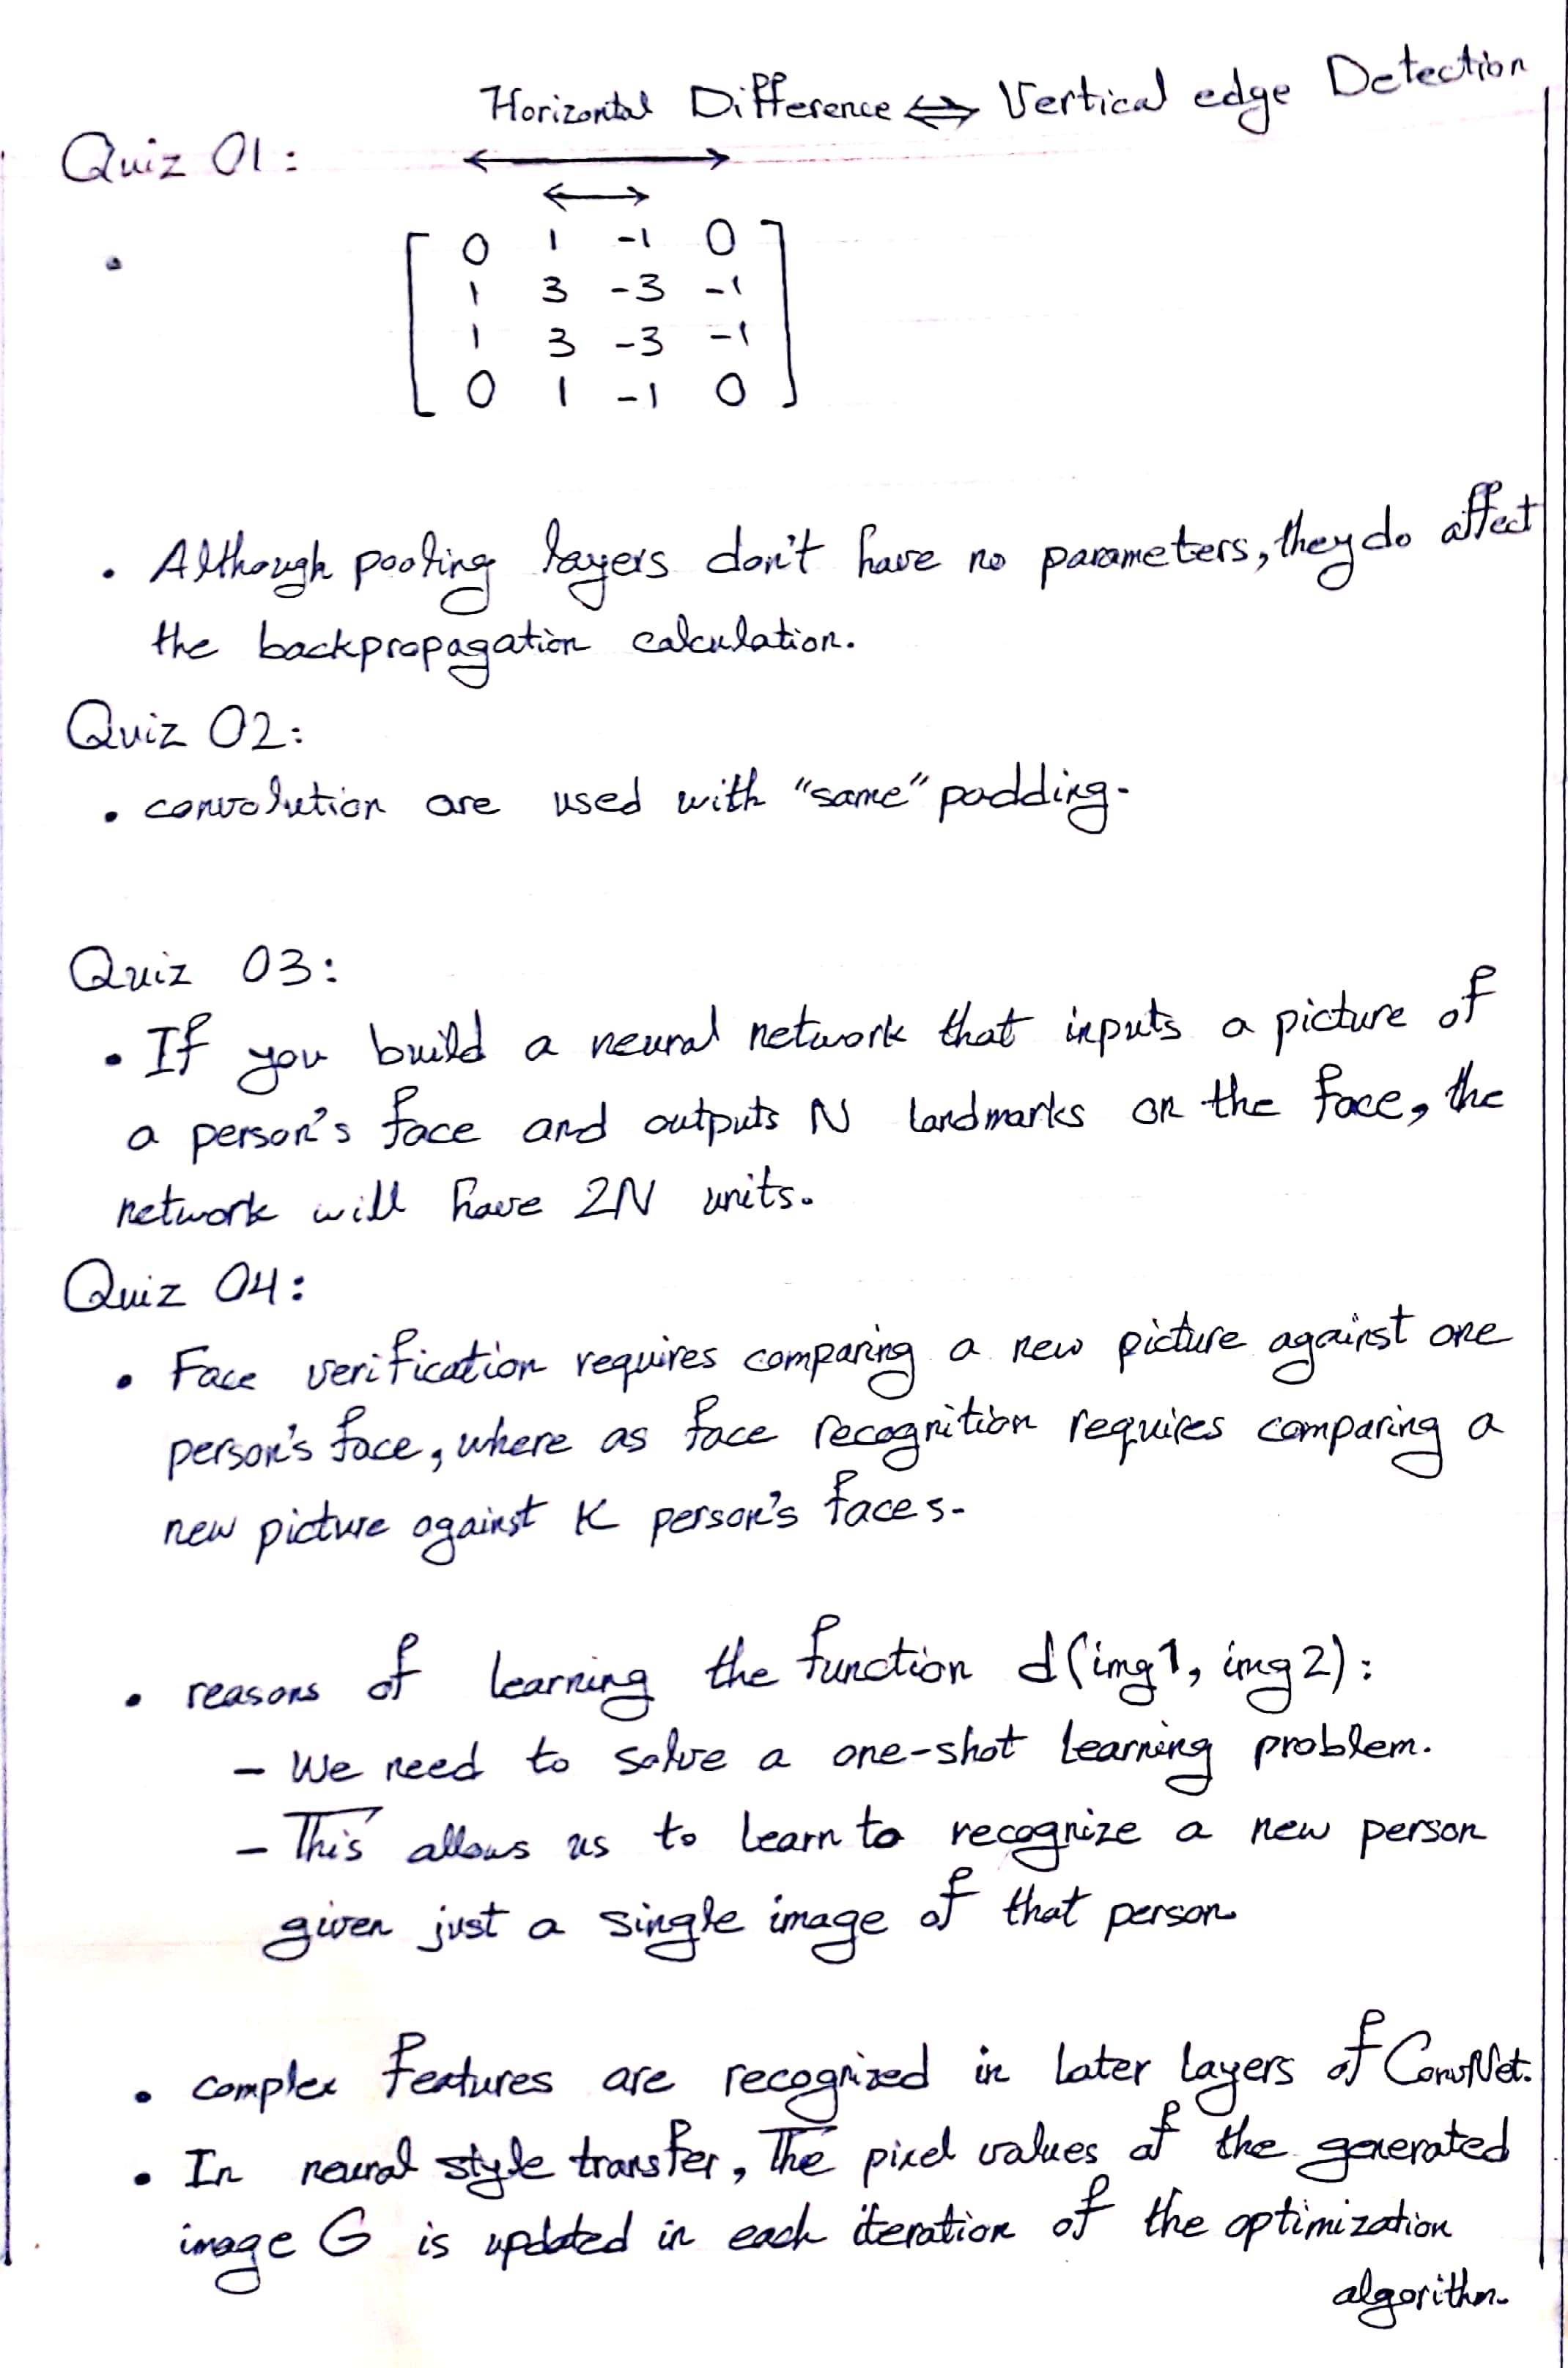 Horizontal Difference ⟺ Vertical edge Detection
Quiz 01:
0 1 -1 0
1 3 -3 -1
1 3 -3 -1
0 1 -1 0
• Although pooling layers don't have no parameters, they do affect
the backpropagation calculation.
Quiz 02:
• convolution are used with "same" padding.
Quiz 03:
• If you build a neural network that inputs a picture of
a person's face and outputs N landmarks on the face, the
network will have 2N units.
Quiz 04:
• Face verification requires comparing a new picture against one
person's face, where as face recognition requires comparing a
new picture against K person's faces.
• reasons of learning the function d(img1, img2):
- We need to solve a one-shot learning problem.
- This allows us to learn to recognize a new person
given just a single image of that person.
• complex features are recognized in later layers of ConvNet.
• In neural style transfer, The pixel values of the generated
image G is updated in each iteration of the optimization
algorithm.